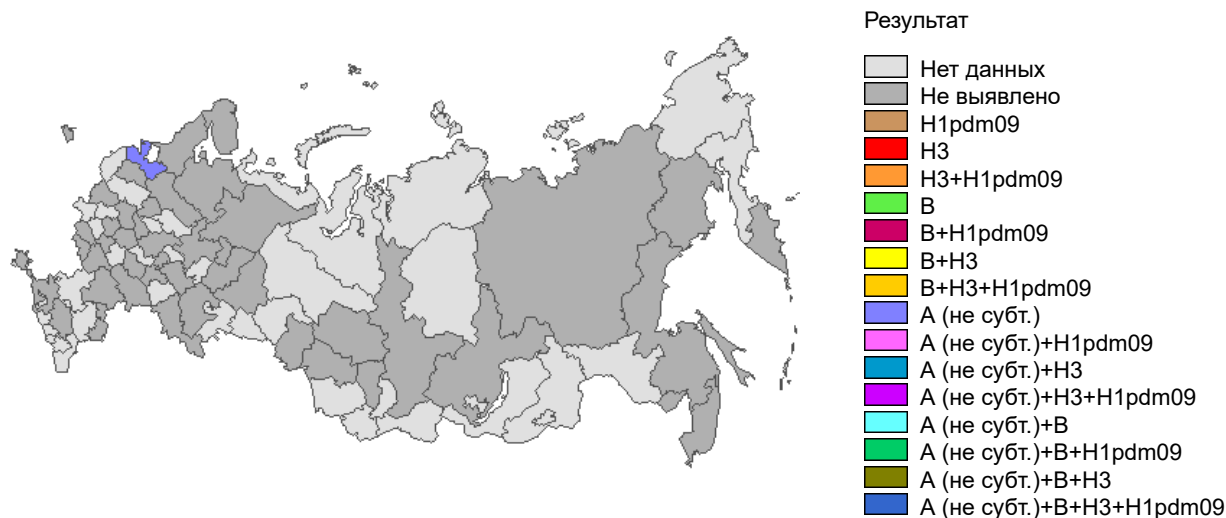 Результат
Нет данных
Не выявлено
H1pdm09
H3
H3+H1pdm09
B
B+H1pdm09
B+H3
B+H3+H1pdm09
А (не субт.)
А (не субт.)+H1pdm09
А (не субт.)+H3
А (не субт.)+H3+H1pdm09
А (не субт.)+B
А (не субт.)+B+H1pdm09
А (не субт.)+B+H3
А (не субт.)+B+H3+H1pdm09